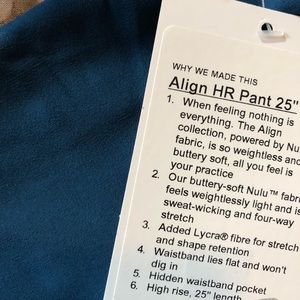 WHY WE MADE THIS
Align HR Pant 25"
1. When feeling nothing is
everything. The Align
collection, powered by Nulu
fabric, is so weightless and
buttery soft, all you feel is
your practice
2. Our buttery-soft Nulu™ fabric
feels weightlessly light and is
sweat-wicking and four-way
stretch
3. Added Lycra® fibre for stretch
and shape retention
4. Waistband lies flat and won't
dig in
5. Hidden waistband pocket
6. High rise, 25" length